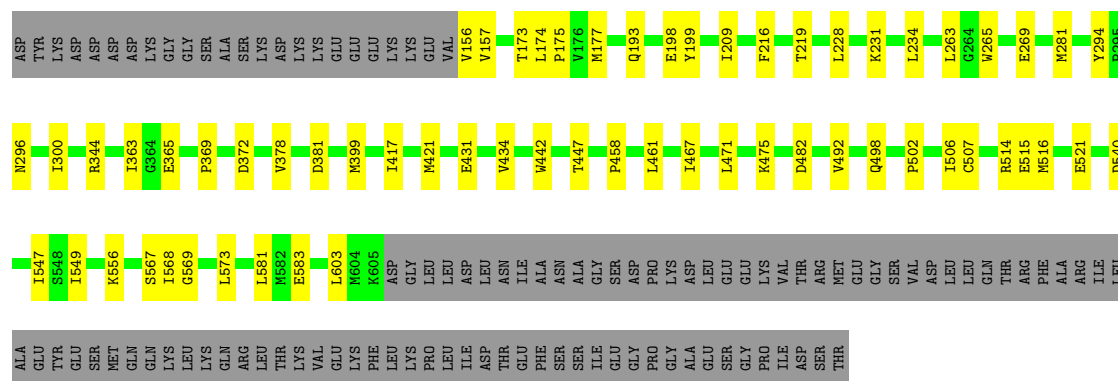 ASP TYR LYS ASP ASP ASP ASP LYS GLY GLY SER ALA SER SER LYS ASP LYS LYS GLU GLU GLU LYS LYS GLU VAL V156 V157 T173 L174 P175 V176 M177 Q193 E198 Y199 I209 F216 T219 L228 K231 L234 L263 G264 W265 E269 M281 Y294 P295
N296 I300 R344 I363 G364 E365 P369 D372 V378 D381 M399 I417 M421 E431 V434 W442 T447 P458 L461 I467 L471 K475 D482 V492 Q498 P502 I506 C507 R514 E515 M516 E521 D540
I547 S548 I549 K556 S567 I568 G569 L573 L581 M582 E583 L603 M604 K605 ASP GLY LEU LEU ASP LEU ASN ILE ALA ASN ALA GLY SER ASP PRO LYS ASP LEU GLU GLU LYS VAL THR ARG MET GLU GLY SER VAL ASP LEU LEU GLN THR ARG PHE ALA ARG ILE LEU
ALA GLU TYR GLU SER MET GLN GLN LYS LEU LYS GLN ARG LEU THR LYS VAL GLU LYS PHE LEU LYS PRO LEU ILE ASP THR GLU PHE SER SER ILE GLU GLY PRO GLY ALA GLU SER GLY PRO ILE ASP SER THR